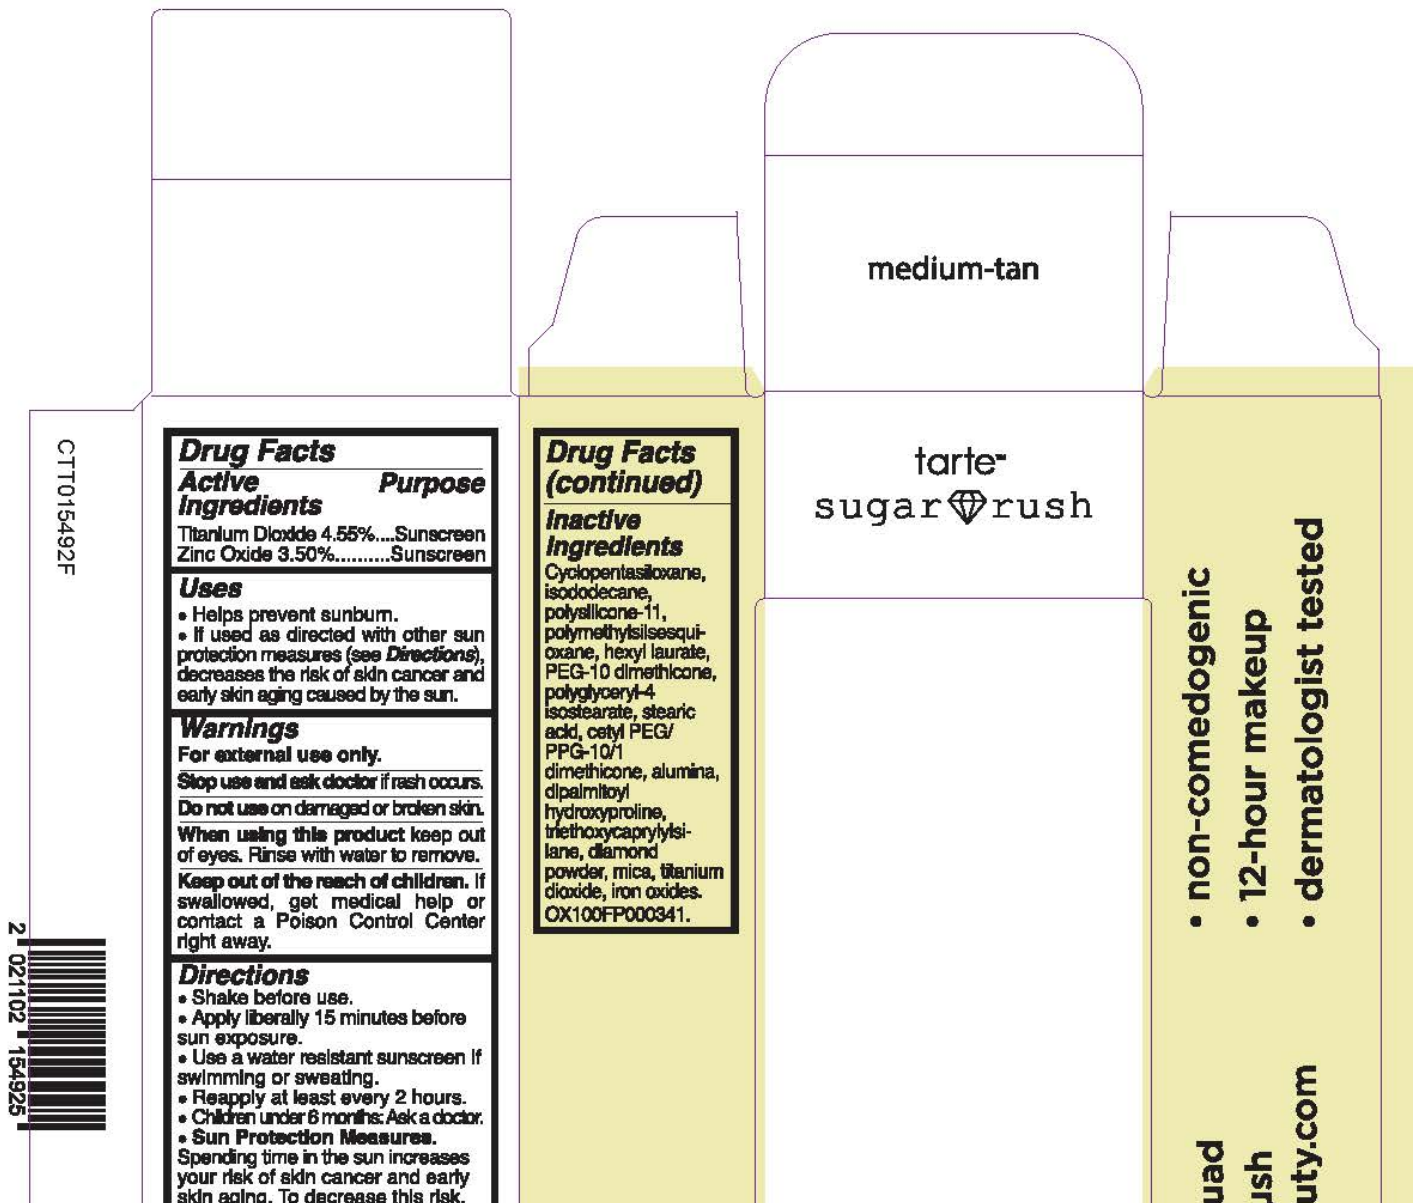 medium-tan
CTT015492F
2 021102 154925
Drug Facts
Active Purpose
Ingredients
Titanium Dioxide 4.55%....Sunscreen
Zinc Oxide 3.50%..........Sunscreen
Uses
• Helps prevent sunburn.
• If used as directed with other sun
protection measures (see Directions),
decreases the risk of skin cancer and
early skin aging caused by the sun.
Warnings
For external use only.
Stop use and ask doctor if rash occurs.
Do not use on damaged or broken skin.
When using this product keep out
of eyes. Rinse with water to remove.
Keep out of the reach of children. If
swallowed, get medical help or
contact a Poison Control Center
right away.
Directions
• Shake before use.
• Apply liberally 15 minutes before
sun exposure.
• Use a water resistant sunscreen if
swimming or sweating.
• Reapply at least every 2 hours.
• Children under 6 months: Ask a doctor.
• Sun Protection Measures.
Spending time in the sun increases
your risk of skin cancer and early
skin aging. To decrease this risk,
Drug Facts
(continued)
Inactive
Ingredients
Cyclopentasiloxane,
isododecane,
polysilicone-11,
polymethylsilsesqui-
oxane, hexyl laurate,
PEG-10 dimethicone,
polyglyceryl-4
isostearate, stearic
acid, cetyl PEG/
PPG-10/1
dimethicone, alumina,
dipalmitoyl
hydroxyproline,
triethoxycaprylylsi-
lane, diamond
powder, mica, titanium
dioxide, iron oxides.
OX100FP000341.
tarte™
sugar rush
• non-comedogenic
• 12-hour makeup
• dermatologist tested
uad
ush
uty.com